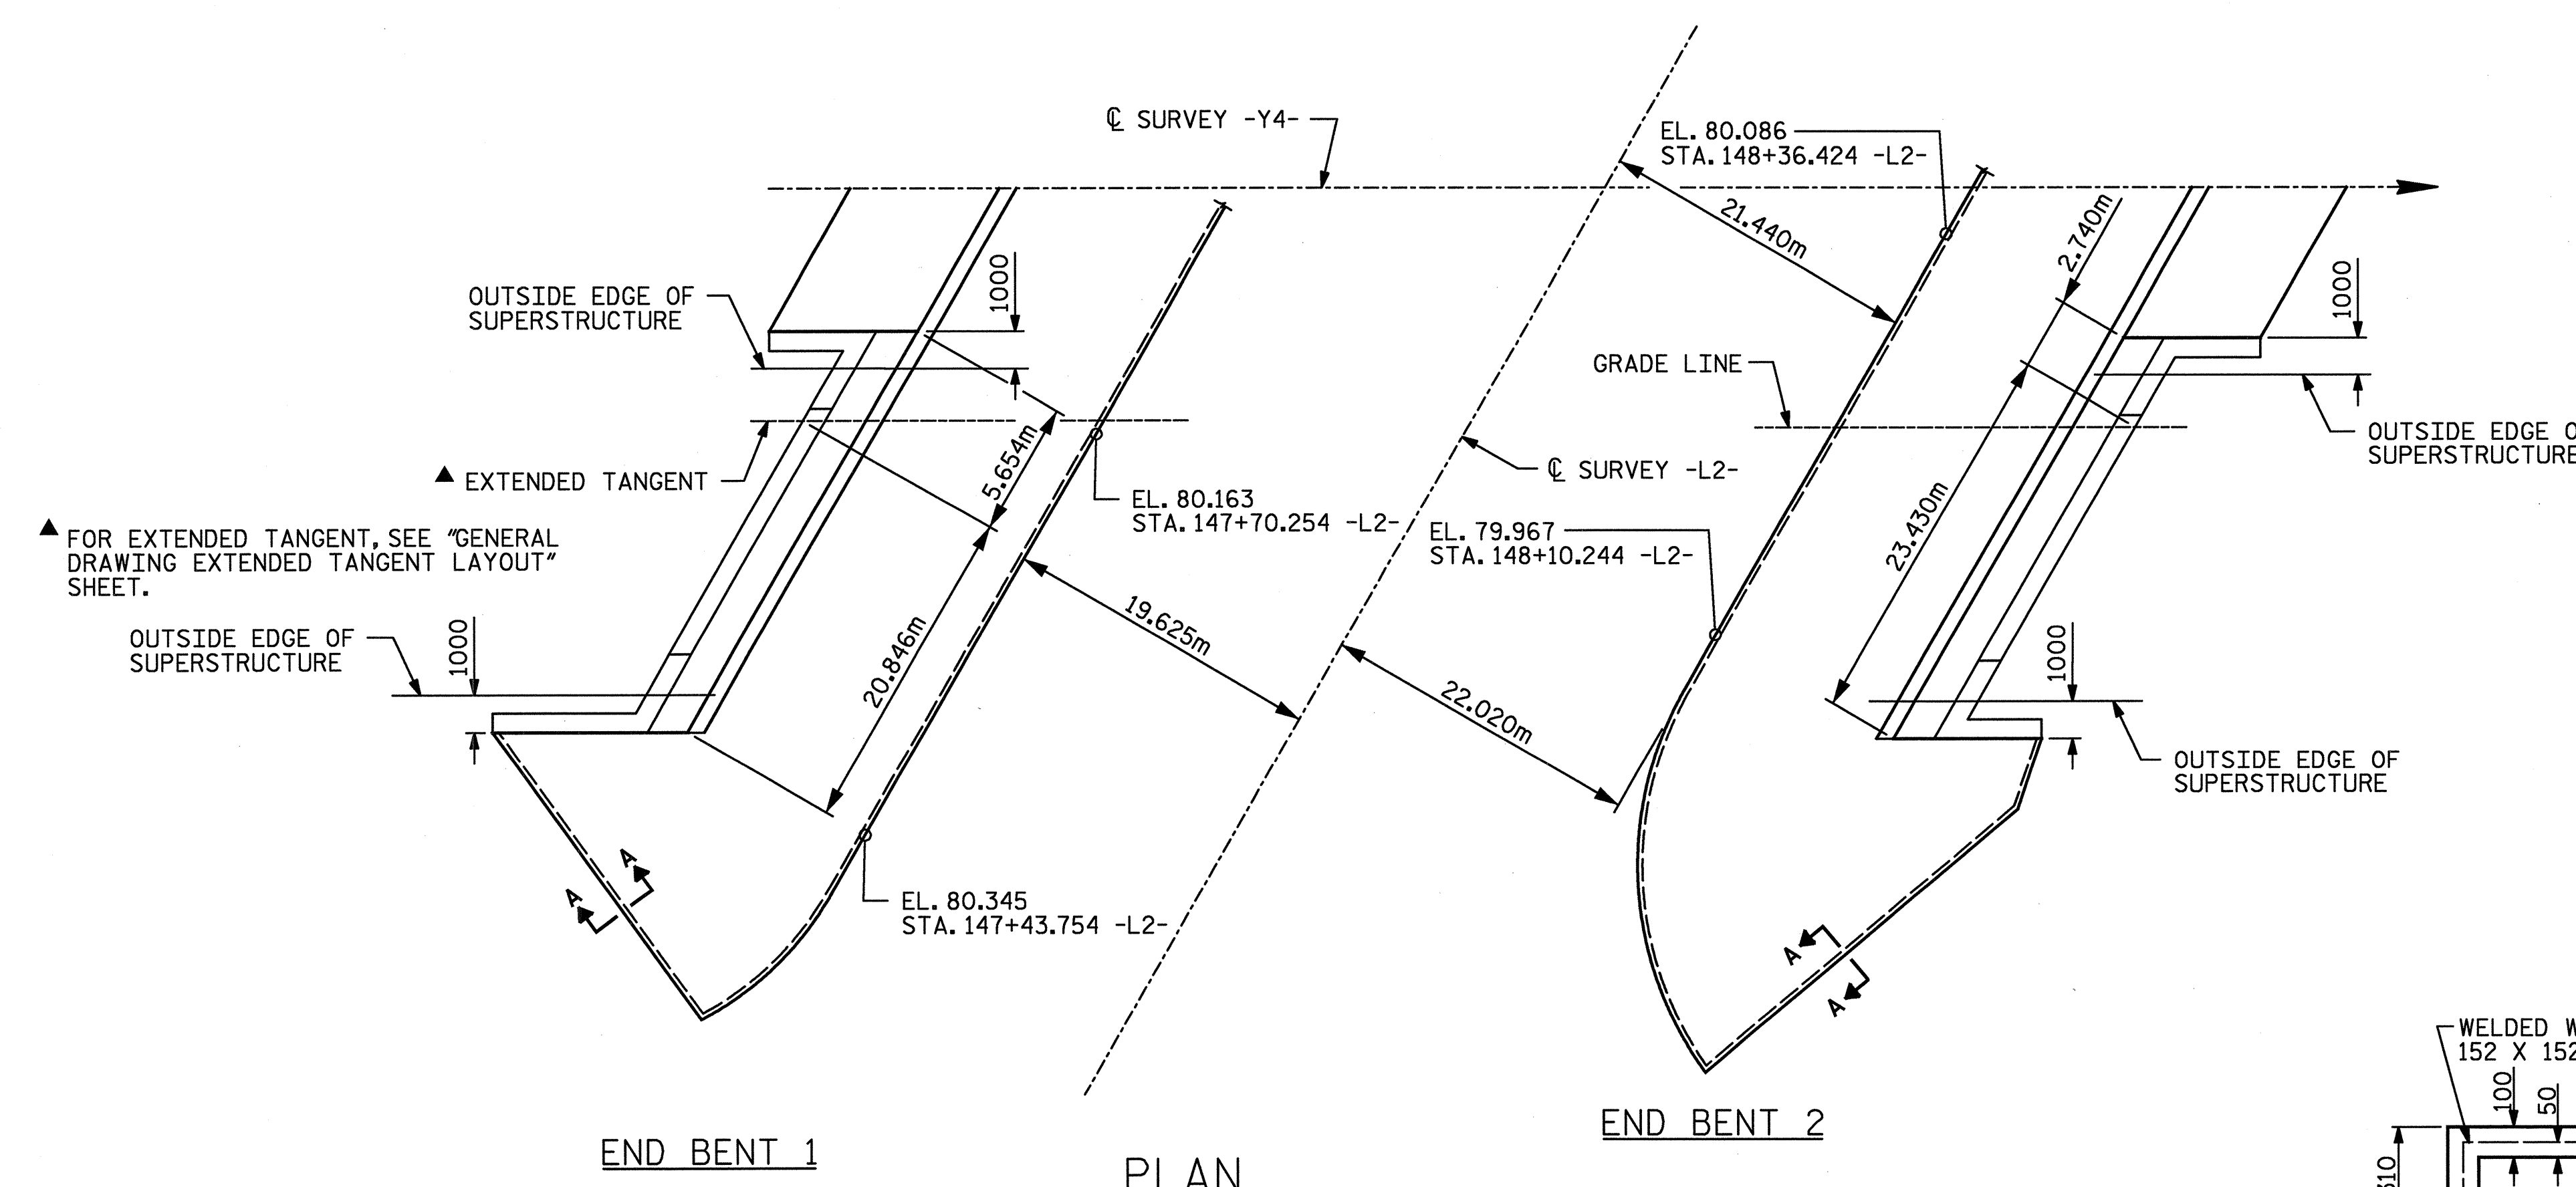 ℄ SURVEY -Y4-
EL. 80.086
STA. 148+36.424 -L2-
21.440m
2.740m
1000
1000
OUTSIDE EDGE OF
SUPERSTRUCTURE
GRADE LINE
OUTSIDE EDGE O
SUPERSTRUCTURE
▲ EXTENDED TANGENT
5.654m
℄ SURVEY -L2-
EL. 80.163
STA. 147+70.254 -L2-
EL. 79.967
STA. 148+10.244 -L2-
23.430m
▲ FOR EXTENDED TANGENT, SEE "GENERAL
DRAWING EXTENDED TANGENT LAYOUT"
SHEET.
OUTSIDE EDGE OF
SUPERSTRUCTURE
1000
20.846m
19.625m
22.020m
1000
OUTSIDE EDGE OF
SUPERSTRUCTURE
A
A
EL. 80.345
STA. 147+43.754 -L2-
A
A
WELDED W
152 X 152
100
50
END BENT 1
END BENT 2
PLAN